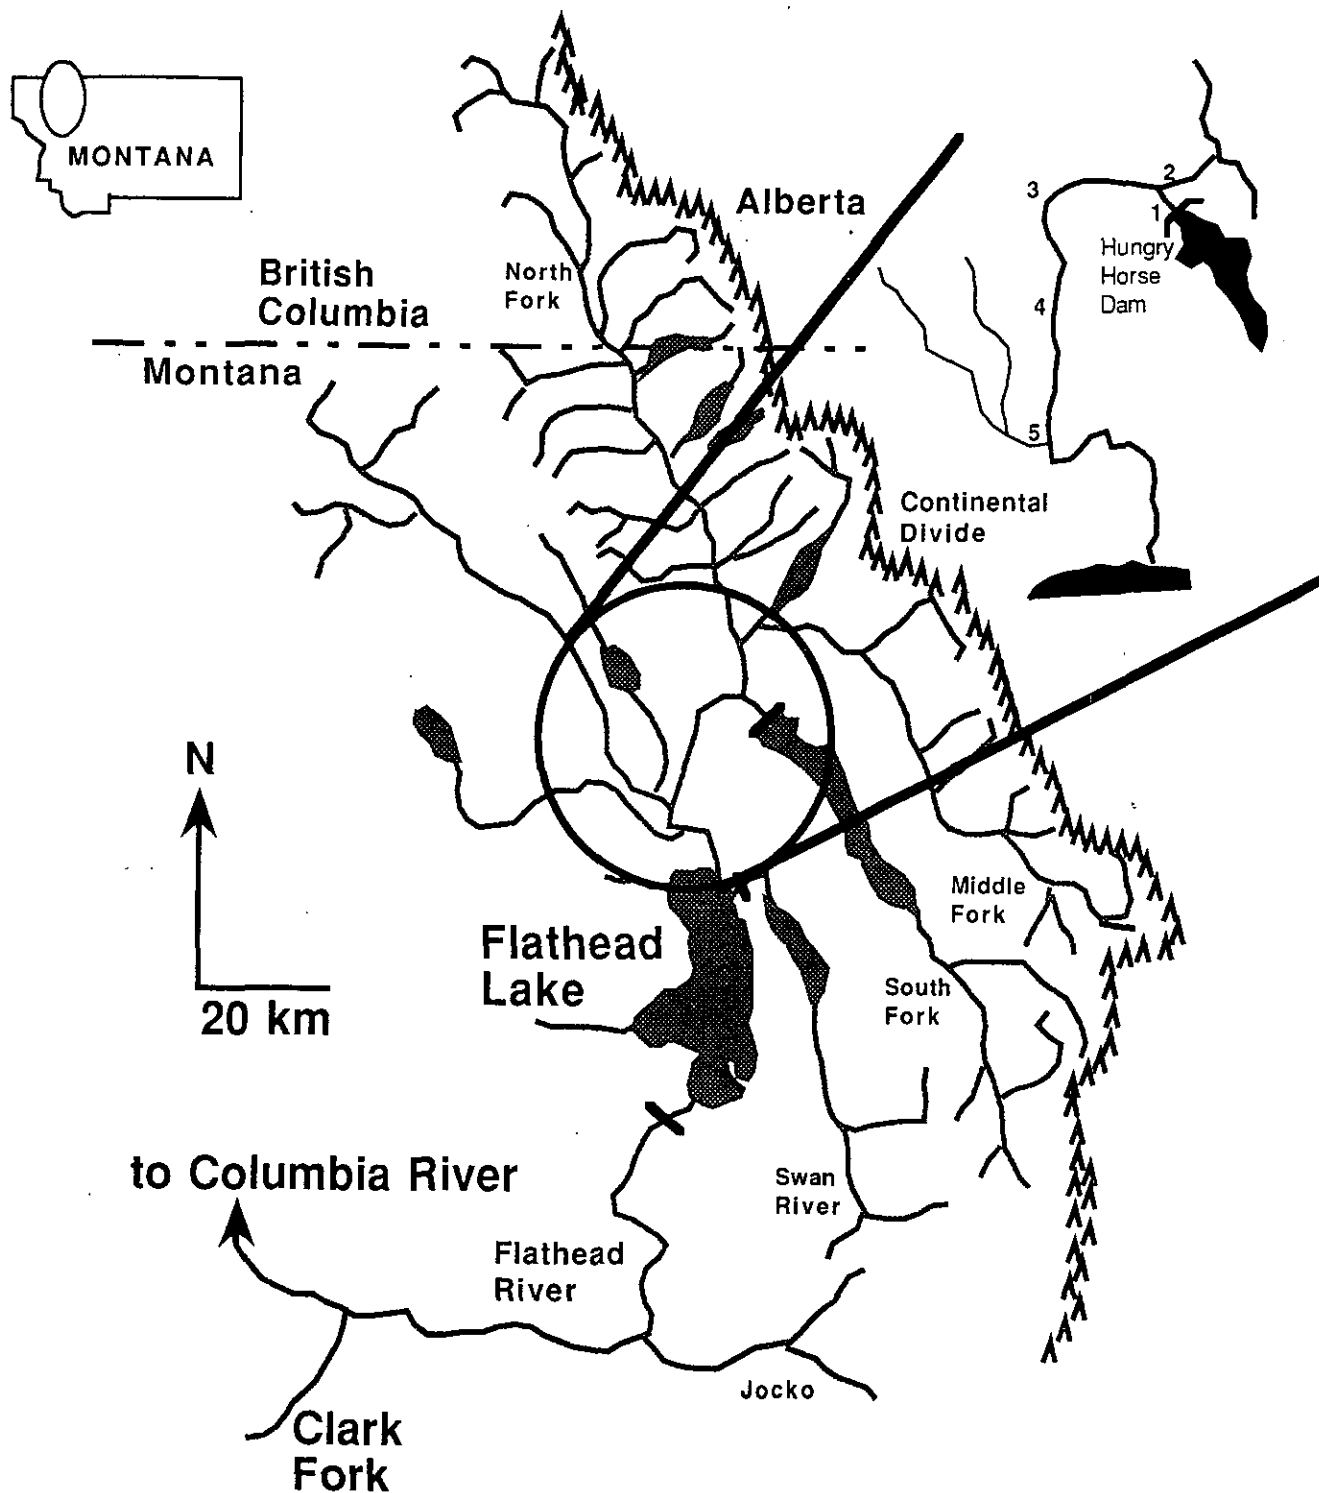 MONTANA
Alberta
British
Columbia
North
Fork
Montana
2
3
1
Hungry
Horse
Dam
4
5
Continental
Divide
N
20 km
Flathead
Lake
Middle
Fork
South
Fork
to Columbia River
Swan
River
Flathead
River
Jocko
Clark
Fork